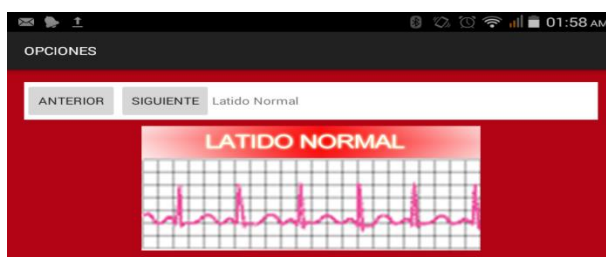 01:58 AM
OPCIONES
ANTERIOR SIGUIENTE Latido Normal
LATIDO NORMAL